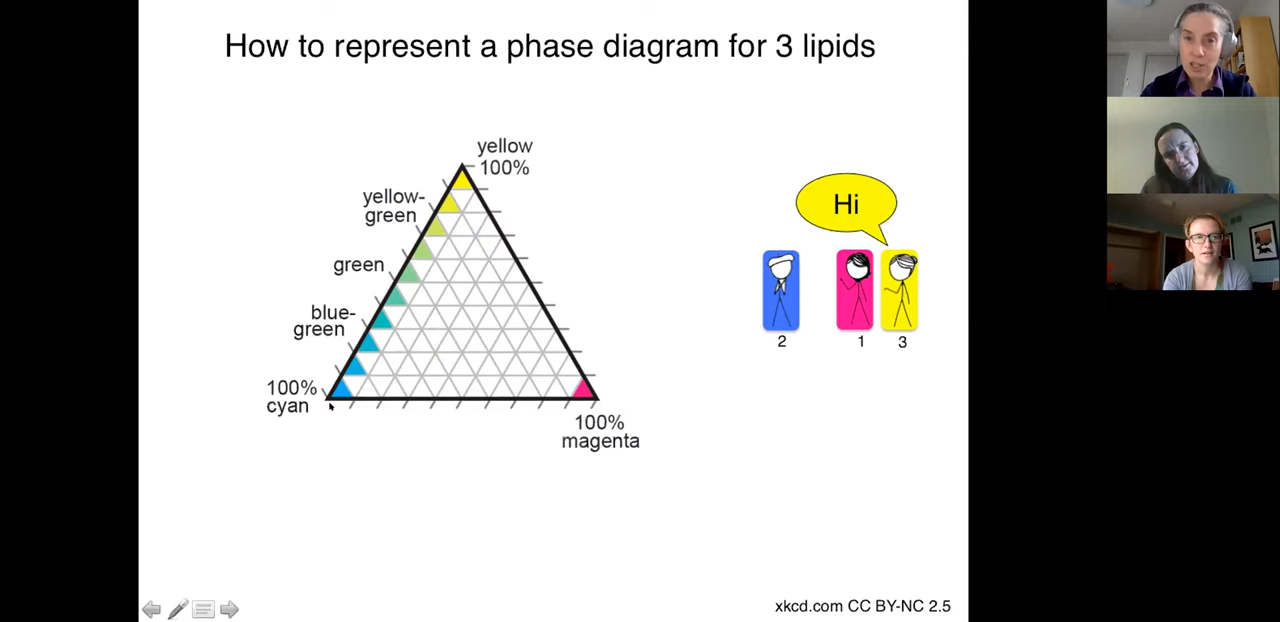 How to represent a phase diagram for 3 lipids
yellow
100%
yellow-
green
green
blue-
green
100%
cyan
100%
magenta
Hi
2
1
3
xkcd.com CC BY-NC 2.5